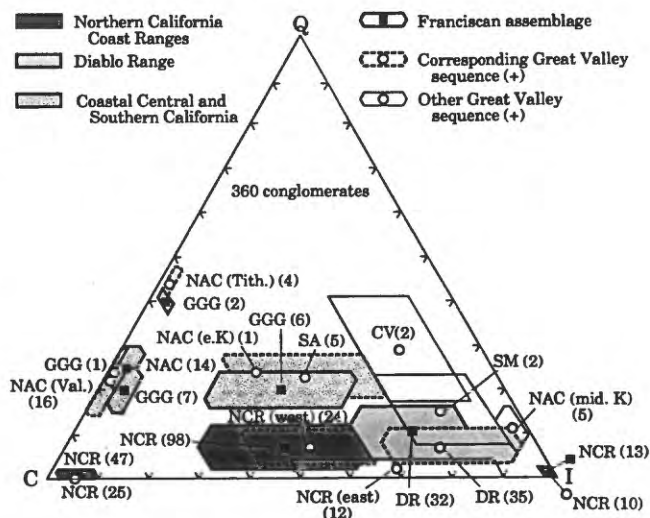 Northern California
Coast Ranges
Diablo Range
Coastal Central and
Southern California
Q
Franciscan assemblage
Corresponding Great Valley
sequence (+)
Other Great Valley
sequence (+)
360 conglomerates
NAC (Tith.) (4)
GGG (2)
GGG (6)
NAC (e.K) (1)
SA (5)
CV(2)
SM (2)
GGG (1)
NAC (14)
NAC (Val.)
(16)
GGG (7)
NAC (mid. K)
(5)
NCR (west) (24)
NCR (98)
NCR (47)
NCR (13)
C
I
NCR (25)
NCR (east)
(12)
DR (32)
DR (35)
NCR (10)